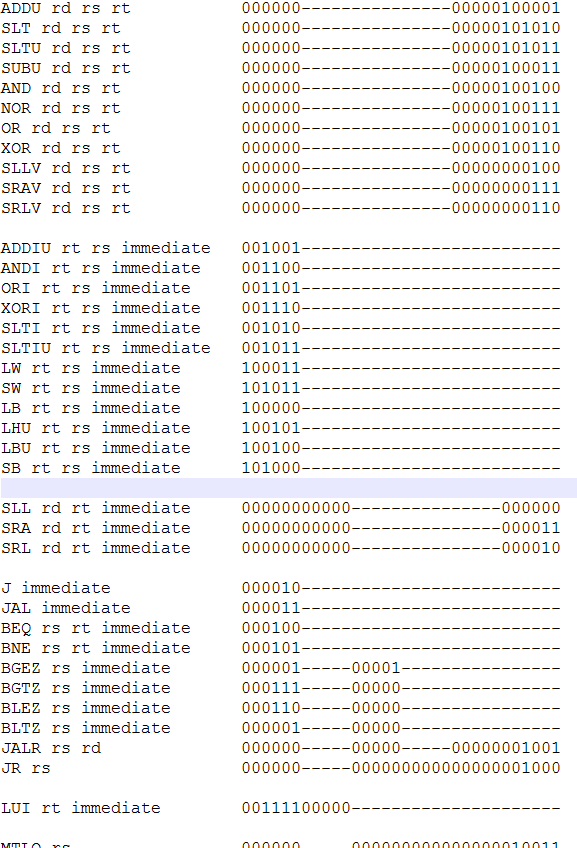 ADDU rd rs rt 000000---------------00000100001
SLT rd rs rt 000000---------------00000101010
SLTU rd rs rt 000000---------------00000101011
SUBU rd rs rt 000000---------------00000100011
AND rd rs rt 000000---------------00000100100
NOR rd rs rt 000000---------------00000100111
OR rd rs rt 000000---------------00000100101
XOR rd rs rt 000000---------------00000100110
SLLV rd rs rt 000000---------------00000000100
SRAV rd rs rt 000000---------------00000000111
SRLV rd rs rt 000000---------------00000000110
ADDIU rt rs immediate 001001--------------------------
ANDI rt rs immediate 001100--------------------------
ORI rt rs immediate 001101--------------------------
XORI rt rs immediate 001110--------------------------
SLTI rt rs immediate 001010--------------------------
SLTIU rt rs immediate 001011--------------------------
LW rt rs immediate 100011--------------------------
SW rt rs immediate 101011--------------------------
LB rt rs immediate 100000--------------------------
LHU rt rs immediate 100101--------------------------
LBU rt rs immediate 100100--------------------------
SB rt rs immediate 101000--------------------------
SLL rd rt immediate 00000000000---------------000000
SRA rd rt immediate 00000000000---------------000011
SRL rd rt immediate 00000000000---------------000010
J immediate 000010--------------------------
JAL immediate 000011--------------------------
BEQ rs rt immediate 000100--------------------------
BNE rs rt immediate 000101--------------------------
BGEZ rs immediate 000001-----00001----------------
BGTZ rs immediate 000111-----00000----------------
BLEZ rs immediate 000110-----00000----------------
BLTZ rs immediate 000001-----00000----------------
JALR rs rd 000000-----00000-----00000001001
JR rs 000000-----000000000000000001000
LUI rt immediate 00111100000---------------------
MTLO rs 000000-----000000000000000010011